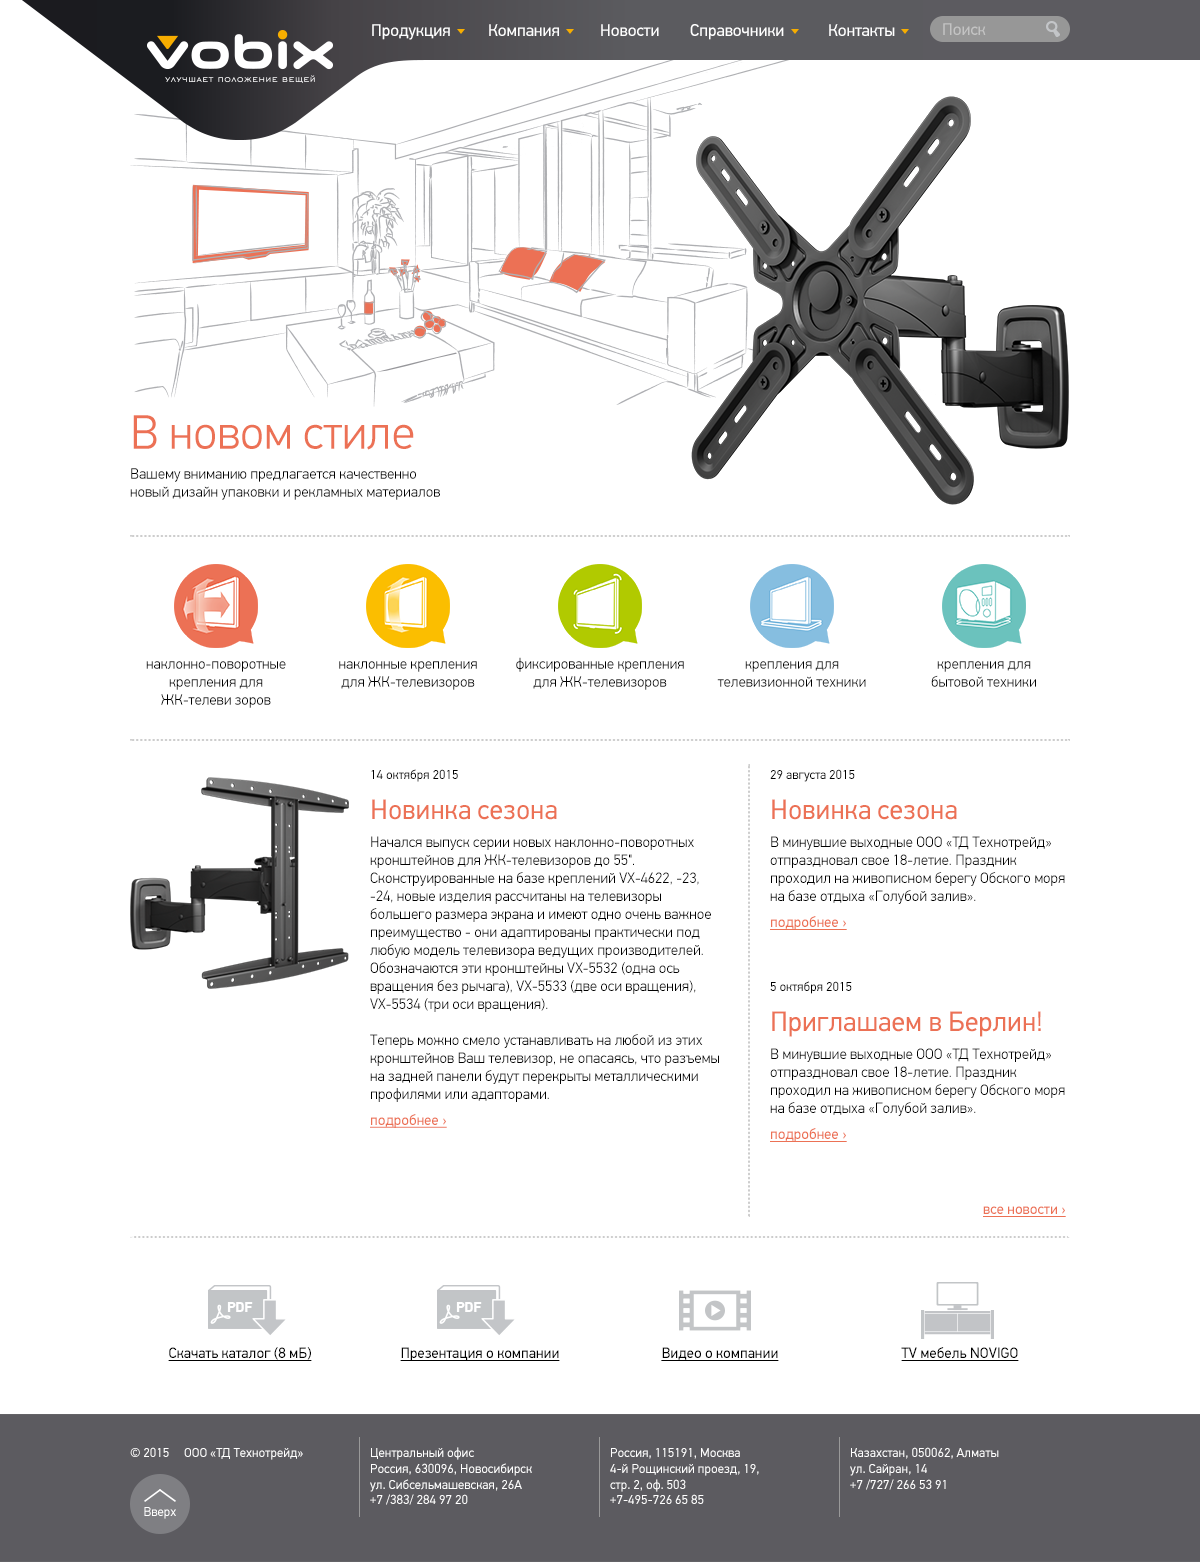 vobix
УЛУЧШАЕТ ПОЛОЖЕНИЕ ВЕЩЕЙ
Продукция
Компания
Новости
Справочники
Контакты
Поиск
В новом стиле
Вашему вниманию предлагается качественно
новый дизайн упаковки и рекламных материалов
наклонно-поворотные
крепления для
ЖК-телеви зоров
наклонные крепления
для ЖК-телевизоров
фиксированные крепления
для ЖК-телевизоров
крепления для
телевизионной техники
крепления для
бытовой техники
14 октября 2015
Новинка сезона
Начался выпуск серии новых наклонно-поворотных
кронштейнов для ЖК-телевизоров до 55".
Сконструированные на базе креплений VX-4622, -23,
-24, новые изделия рассчитаны на телевизоры
большего размера экрана и имеют одно очень важное
преимущество - они адаптированы практически под
любую модель телевизора ведущих производителей.
Обозначаются эти кронштейны VX-5532 (одна ось
вращения без рычага), VX-5533 (две оси вращения),
VX-5534 (три оси вращения).
Теперь можно смело устанавливать на любой из этих
кронштейнов Ваш телевизор, не опасаясь, что разъемы
на задней панели будут перекрыты металлическими
профилями или адапторами.
подробнее ›
29 августа 2015
Новинка сезона
В минувшие выходные ООО «ТД Технотрейд»
отпраздновал свое 18-летие. Праздник
проходил на живописном берегу Обского моря
на базе отдыха «Голубой залив».
подробнее ›
5 октября 2015
Приглашаем в Берлин!
В минувшие выходные ООО «ТД Технотрейд»
отпраздновал свое 18-летие. Праздник
проходил на живописном берегу Обского моря
на базе отдыха «Голубой залив».
подробнее ›
все новости ›
PDF
Скачать каталог (8 мБ)
PDF
Презентация о компании
Видео о компании
TV мебель NOVIGO
© 2015 ООО «ТД Технотрейд»
Вверх
Центральный офис
Россия, 630096, Новосибирск
ул. Сибсельмашевская, 26А
+7 /383/ 284 97 20
Россия, 115191, Москва
4-й Рощинский проезд, 19,
стр. 2, оф. 503
+7-495-726 65 85
Казахстан, 050062, Алматы
ул. Сайран, 14
+7 /727/ 266 53 91